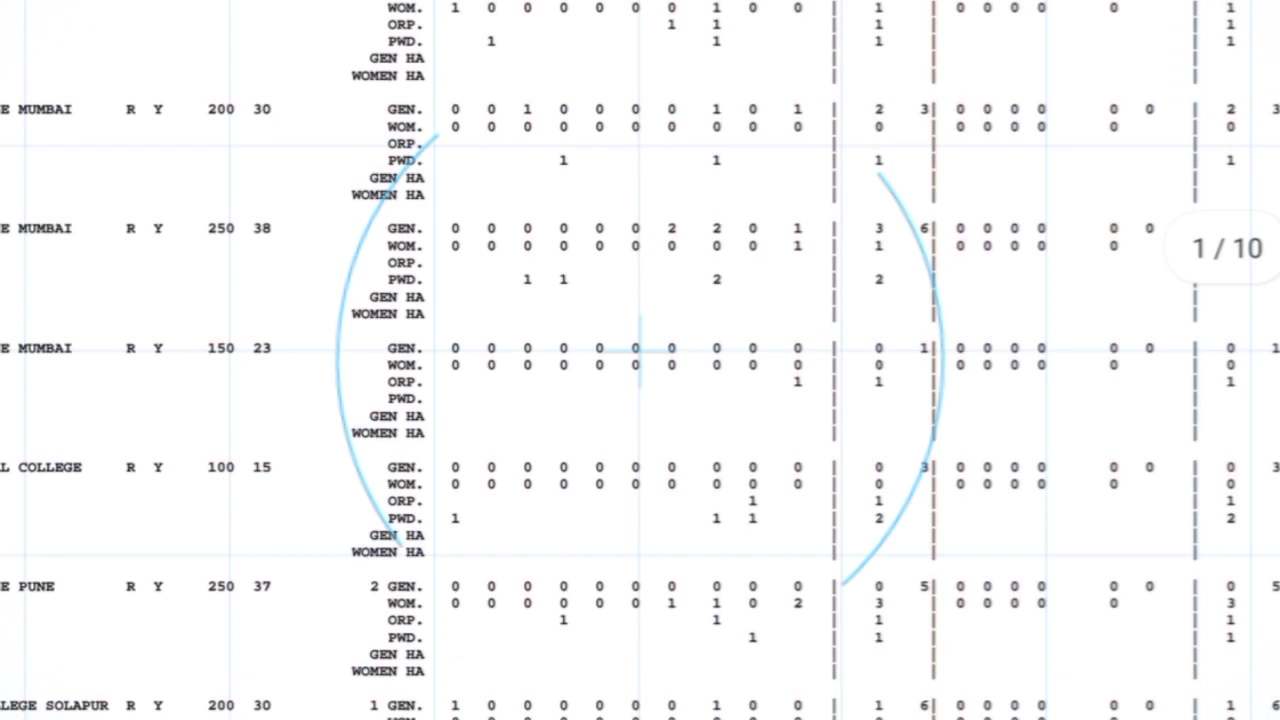 WOM. 1 0 0 0 0 0 0 1 0 0 | 1 | 0 0 0 0 0 | 1
ORP. 1 1 | 1 | | 1
PWD. 1 1 | 1 | | 1
GEN HA | | |
WOMEN HA | | |
E MUMBAI R Y 200 30 GEN. 0 0 1 0 0 0 0 1 0 1 | 2 3| 0 0 0 0 0 0 | 2 3
WOM. 0 0 0 0 0 0 0 0 0 0 | 0 | 0 0 0 0 0 | 0
ORP. | | |
PWD. 1 1 | 1 | | 1
GEN HA | | |
WOMEN HA | | |
E MUMBAI R Y 250 38 GEN. 0 0 0 0 0 0 2 2 0 1 | 3 6| 0 0 0 0 0 0
WOM. 0 0 0 0 0 0 0 0 0 1 | 1 | 0 0 0 0 0
1 / 10
ORP. | |
PWD. 1 1 2 | 2 |
GEN HA | | |
WOMEN HA | | |
E MUMBAI R Y 150 23 GEN. 0 0 0 0 0 0 0 0 0 0 | 0 1| 0 0 0 0 0 0 | 0 1
WOM. 0 0 0 0 0 0 0 0 0 0 | 0 | 0 0 0 0 0 | 0
ORP. 1 | 1 | | 1
PWD. | | |
GEN HA | | |
WOMEN HA | | |
L COLLEGE R Y 100 15 GEN. 0 0 0 0 0 0 0 0 0 0 | 0 3| 0 0 0 0 0 0 | 0 3
WOM. 0 0 0 0 0 0 0 0 0 0 | 0 | 0 0 0 0 0 | 0
ORP. 1 | 1 | | 1
PWD. 1 1 1 | 2 | | 2
GEN HA | | |
WOMEN HA | | |
E PUNE R Y 250 37 2 GEN. 0 0 0 0 0 0 0 0 0 0 | 0 5| 0 0 0 0 0 0 | 0 5
WOM. 0 0 0 0 0 0 1 1 0 2 | 3 | 0 0 0 0 0 | 3
ORP. 1 1 | 1 | | 1
PWD. 1 | 1 | | 1
GEN HA | | |
WOMEN HA | | |
LEGE SOLAPUR R Y 200 30 1 GEN. 1 0 0 0 0 0 0 1 0 0 | 1 6| 0 0 0 0 0 0 | 1 6